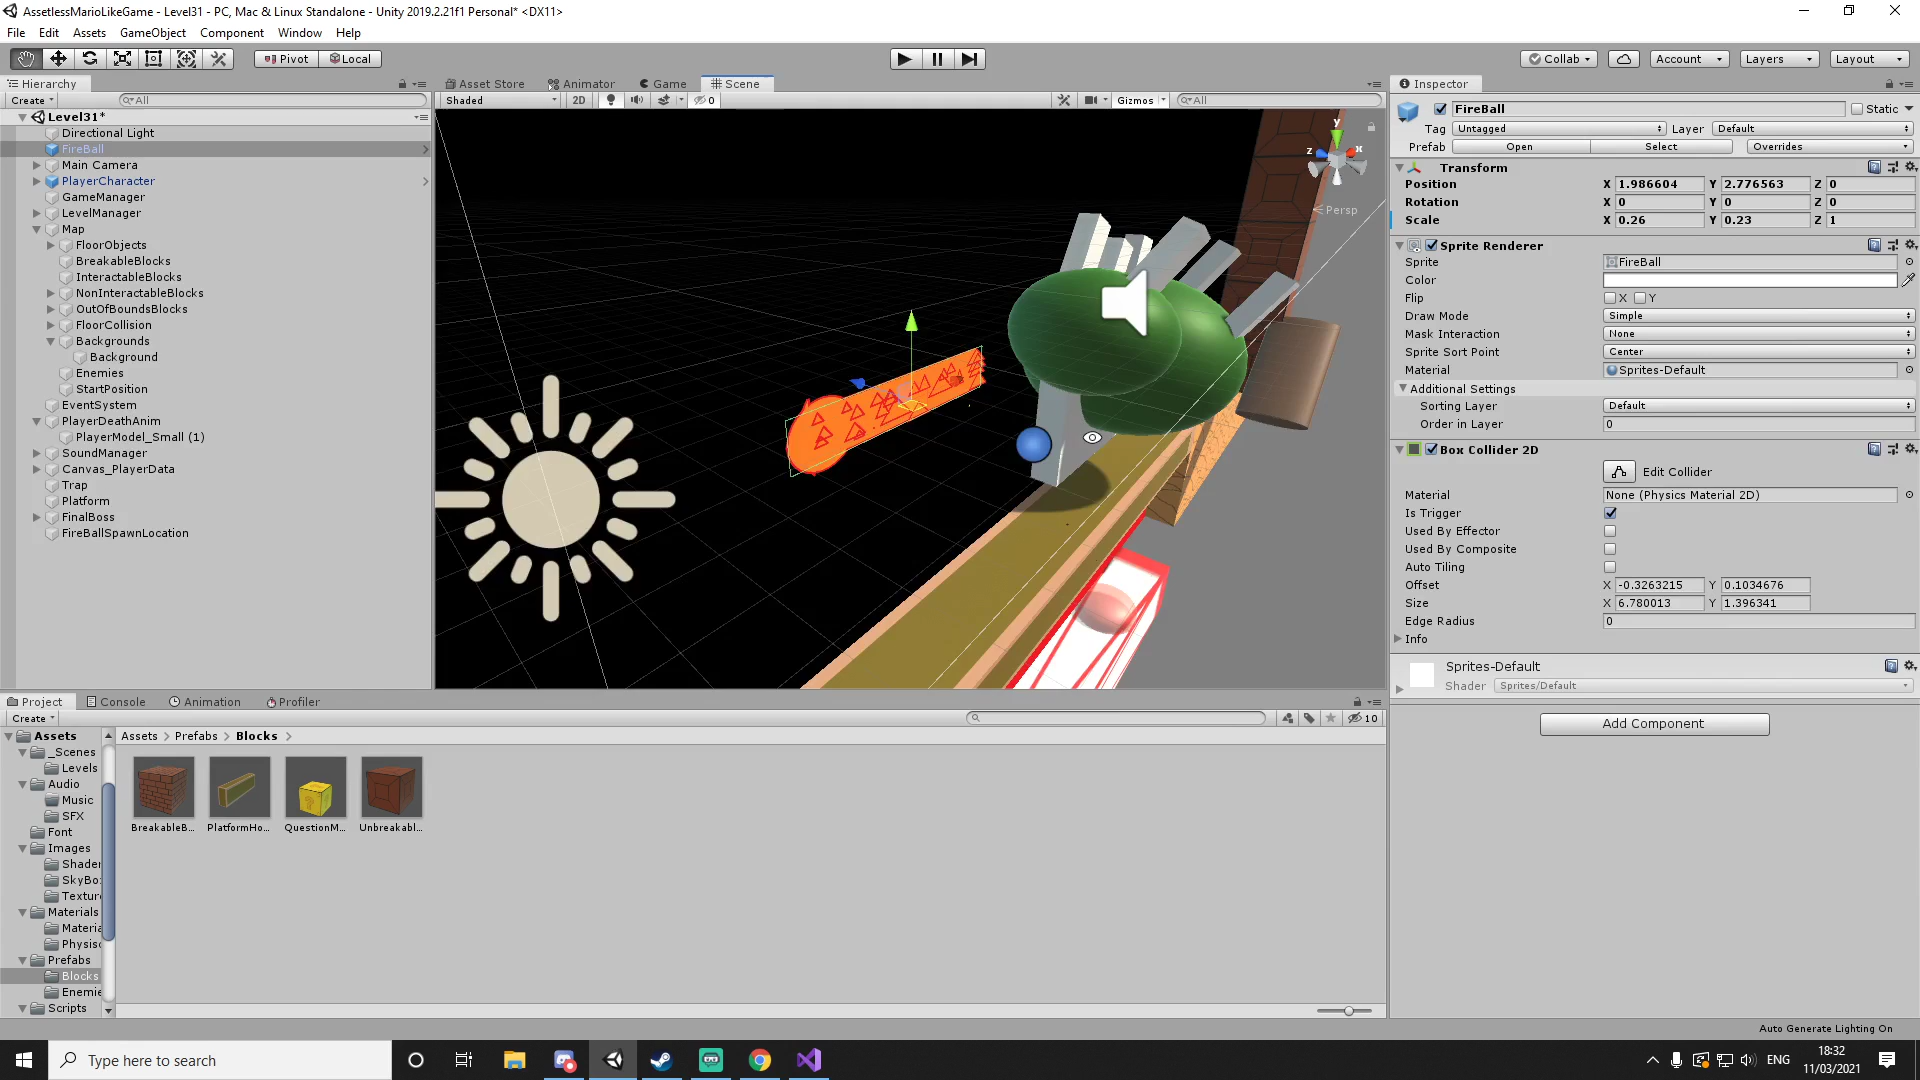 AssetlessMarioLikeGame - Level31 - PC, Mac & Linux Standalone - Unity 2019.2.21f1 Personal* <DX11>
File Edit Assets GameObject Component Window Help
Pivot Local Collab Account Layers Layout
Hierarchy
Create All
Level31*
Directional Light
FireBall
Main Camera
PlayerCharacter
GameManager
LevelManager
Map
FloorObjects
BreakableBlocks
InteractableBlocks
NonInteractableBlocks
OutOfBoundsBlocks
FloorCollision
Backgrounds
Background
Enemies
StartPosition
EventSystem
PlayerDeathAnim
PlayerModel_Small (1)
SoundManager
Canvas_PlayerData
Trap
Platform
FinalBoss
FireBallSpawnLocation
Asset Store Animator Game Scene
Shaded 2D 0 Gizmos All
y
z x
Persp
Inspector
FireBall Static
Tag Untagged Layer Default
Prefab Open Select Overrides
Transform
Position X 1.986604 Y 2.776563 Z 0
Rotation X 0 Y 0 Z 0
Scale X 0.26 Y 0.23 Z 1
Sprite Renderer
Sprite FireBall
Color
Flip X Y
Draw Mode Simple
Mask Interaction None
Sprite Sort Point Center
Material Sprites-Default
Additional Settings
Sorting Layer Default
Order in Layer 0
Box Collider 2D
Edit Collider
Material None (Physics Material 2D)
Is Trigger
Used By Effector
Used By Composite
Auto Tiling
Offset X -0.3263215 Y 0.1034676
Size X 6.780013 Y 1.396341
Edge Radius 0
Info
Sprites-Default
Shader Sprites/Default
Add Component
Project Console Animation Profiler
Create 10
Assets
_Scenes
Levels
Audio
Music
SFX
Font
Images
Shader
SkyBo
Textur
Materials
Materia
Physisc
Prefabs
Blocks
Enemie
Scripts
Assets > Prefabs > Blocks >
BreakableB... PlatformHo... QuestionM... Unbreakabl...
Auto Generate Lighting On
Type here to search
ENG
18:32
11/03/2021